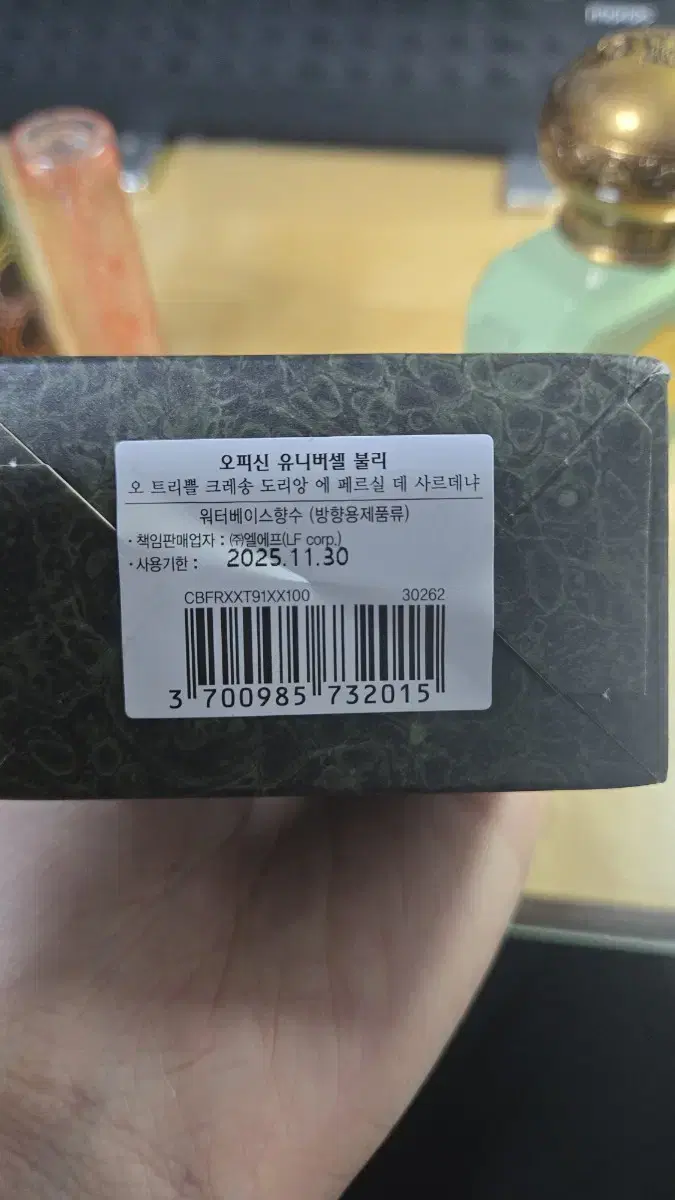 오피신 유니버셀 불리
오 트리쁠 크레송 도리앙 에 페르실 데 사르데냐
워터베이스향수 (방향용제품류)
· 책임판매업자 : ㈜엘에프(LF corp.)
· 사용기한 : 2025.11.30
CBFRXXT91XX100 30262
3 700985 732015